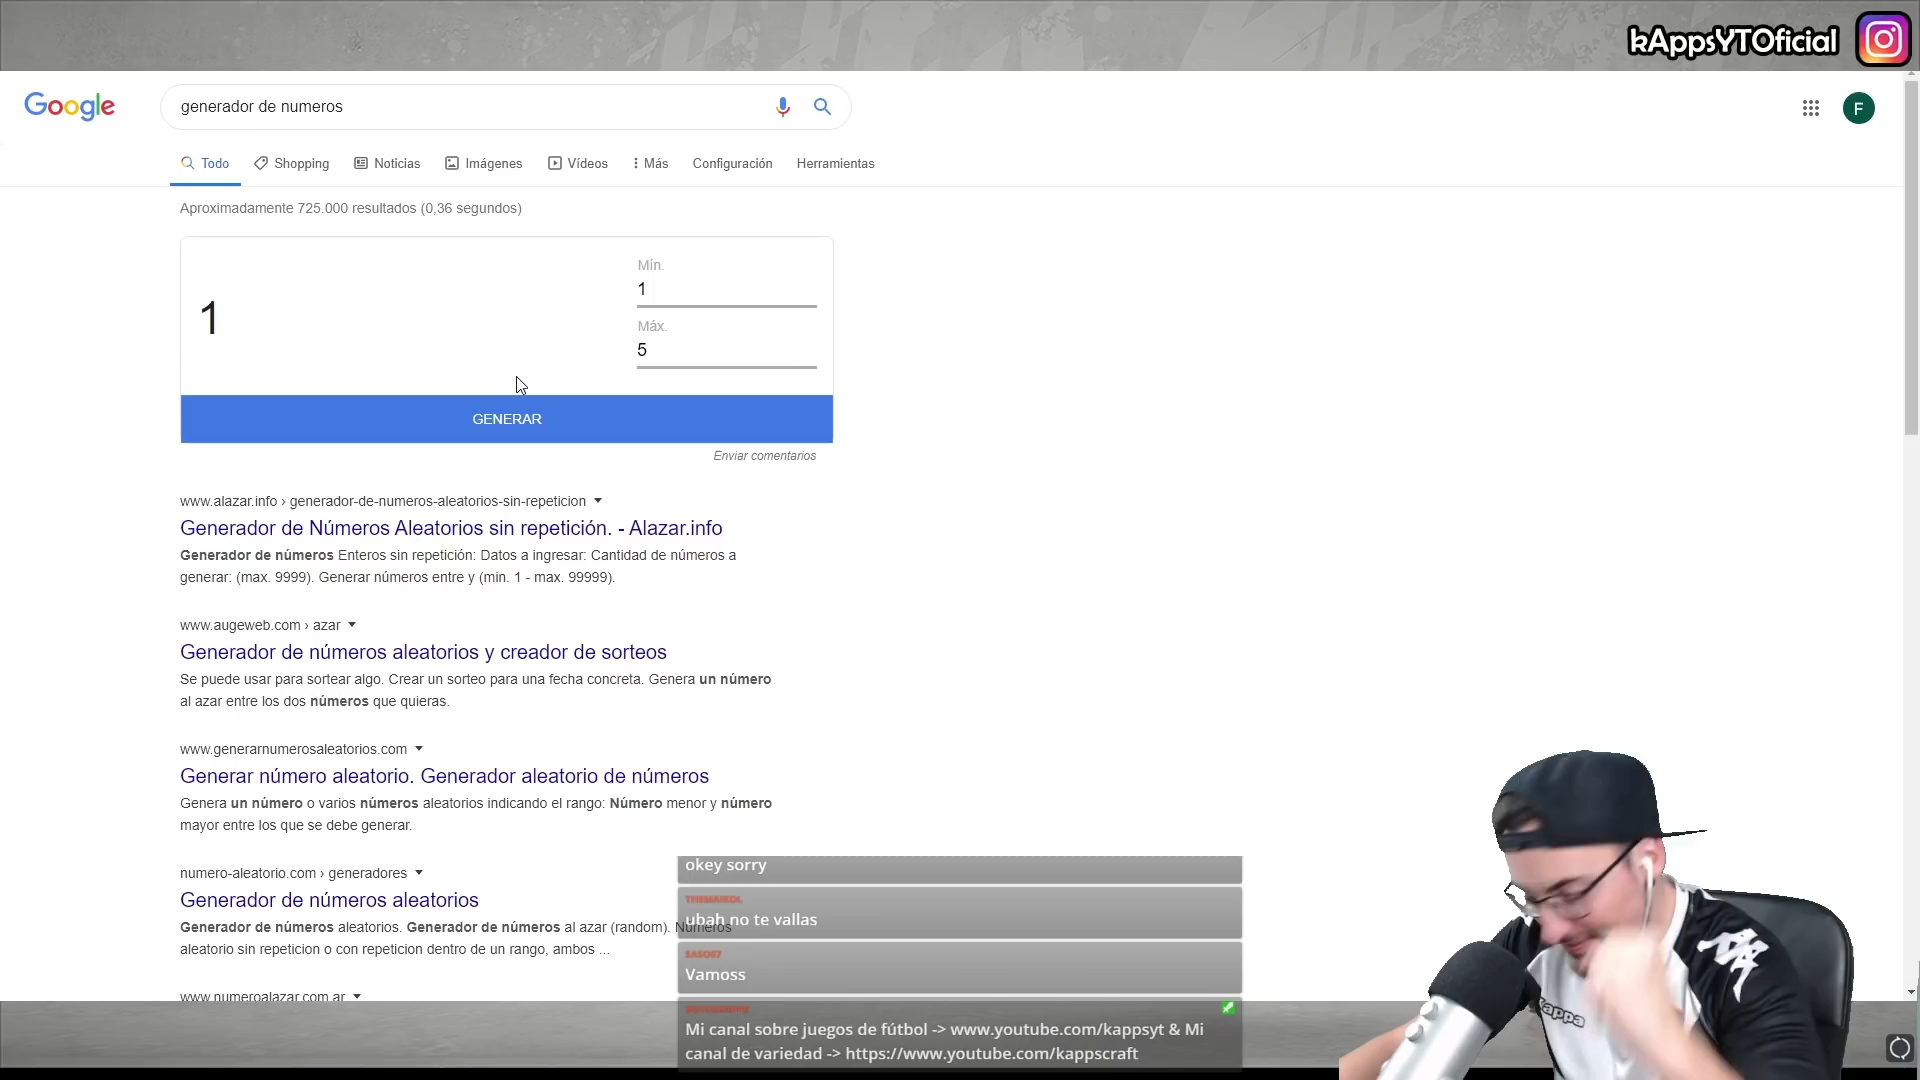 kAppsYTOficial
Google
generador de numeros
F
Todo
Shopping
Noticias
Imágenes
Vídeos
Más
Configuración
Herramientas
Aproximadamente 725.000 resultados (0,36 segundos)
Mín.
1
1
Máx.
5
GENERAR
Enviar comentarios
www.alazar.info › generador-de-numeros-aleatorios-sin-repeticion
Generador de Números Aleatorios sin repetición. - Alazar.info
Generador de números Enteros sin repetición: Datos a ingresar: Cantidad de números a
generar: (max. 9999). Generar números entre y (min. 1 - max. 99999).
www.augeweb.com › azar
Generador de números aleatorios y creador de sorteos
Se puede usar para sortear algo. Crear un sorteo para una fecha concreta. Genera un número
al azar entre los dos números que quieras.
www.generarnumerosaleatorios.com
Generar número aleatorio. Generador aleatorio de números
Genera un número o varios números aleatorios indicando el rango: Número menor y número
mayor entre los que se debe generar.
numero-aleatorio.com › generadores
Generador de números aleatorios
Generador de números aleatorios. Generador de números al azar (random). Números
aleatorio sin repeticion o con repeticion dentro de un rango, ambos ...
www.numeroalazar.com.ar
okey sorry
THEMAIKOL
ubah no te vallas
SASO07
Vamoss
Mi canal sobre juegos de fútbol -> www.youtube.com/kappsyt & Mi
canal de variedad -> https://www.youtube.com/kappscraft
Kappa